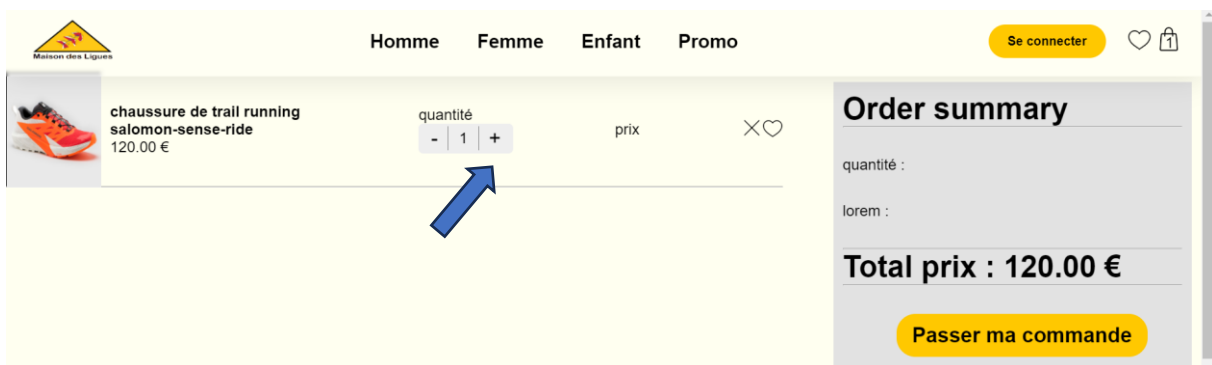 Maison des Ligues
Homme Femme Enfant Promo
Se connecter
1
chaussure de trail running
salomon-sense-ride
120.00 €
quantité
- 1 +
prix
Order summary
quantité :
lorem :
Total prix : 120.00 €
Passer ma commande